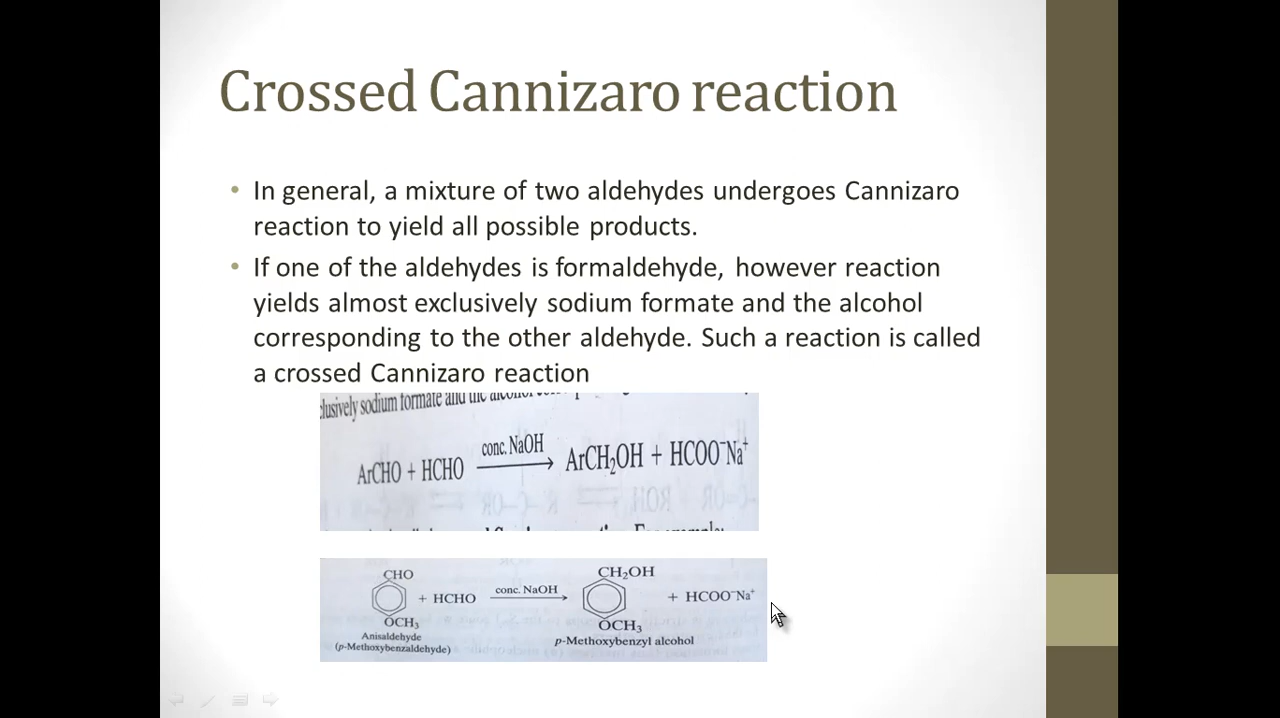 Crossed Cannizaro reaction
• In general, a mixture of two aldehydes undergoes Cannizaro
reaction to yield all possible products.
• If one of the aldehydes is formaldehyde, however reaction
yields almost exclusively sodium formate and the alcohol
corresponding to the other aldehyde. Such a reaction is called
a crossed Cannizaro reaction
lusively sodium formate and the alcohol
conc. NaOH
ArCHO + HCHO → ArCH₂OH + HCOO⁻Na⁺
CHO CH₂OH
+ HCHO conc. NaOH → + HCOO⁻Na⁺
OCH₃ OCH₃
Anisaldehyde
(p-Methoxybenzaldehyde) p-Methoxybenzyl alcohol